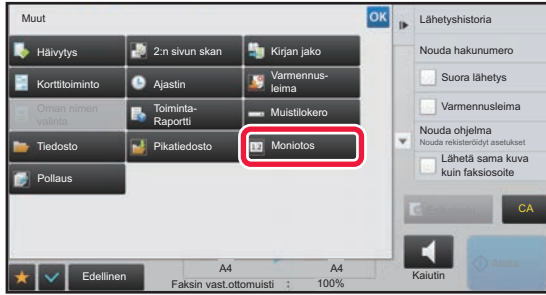 Muut
OK
Häivytys
2:n sivun skan
Kirjan jako
Korttitoiminto
Ajastin
Varmennus-
leima
Oman nimen
valinta
Toiminta-
Raportti
Muistilokero
Tiedosto
Pikatiedosto
Moniotos
Pollaus
A4
A4
Edellinen
Faksin vast.ottomuisti : 100%
Lähetyshistoria
Nouda hakunumero
Suora lähetys
Varmennusleima
Nouda ohjelma
Nouda rekisteröidyt asetukset
Lähetä sama kuva
kuin faksiosoite
CA
Kaiutin